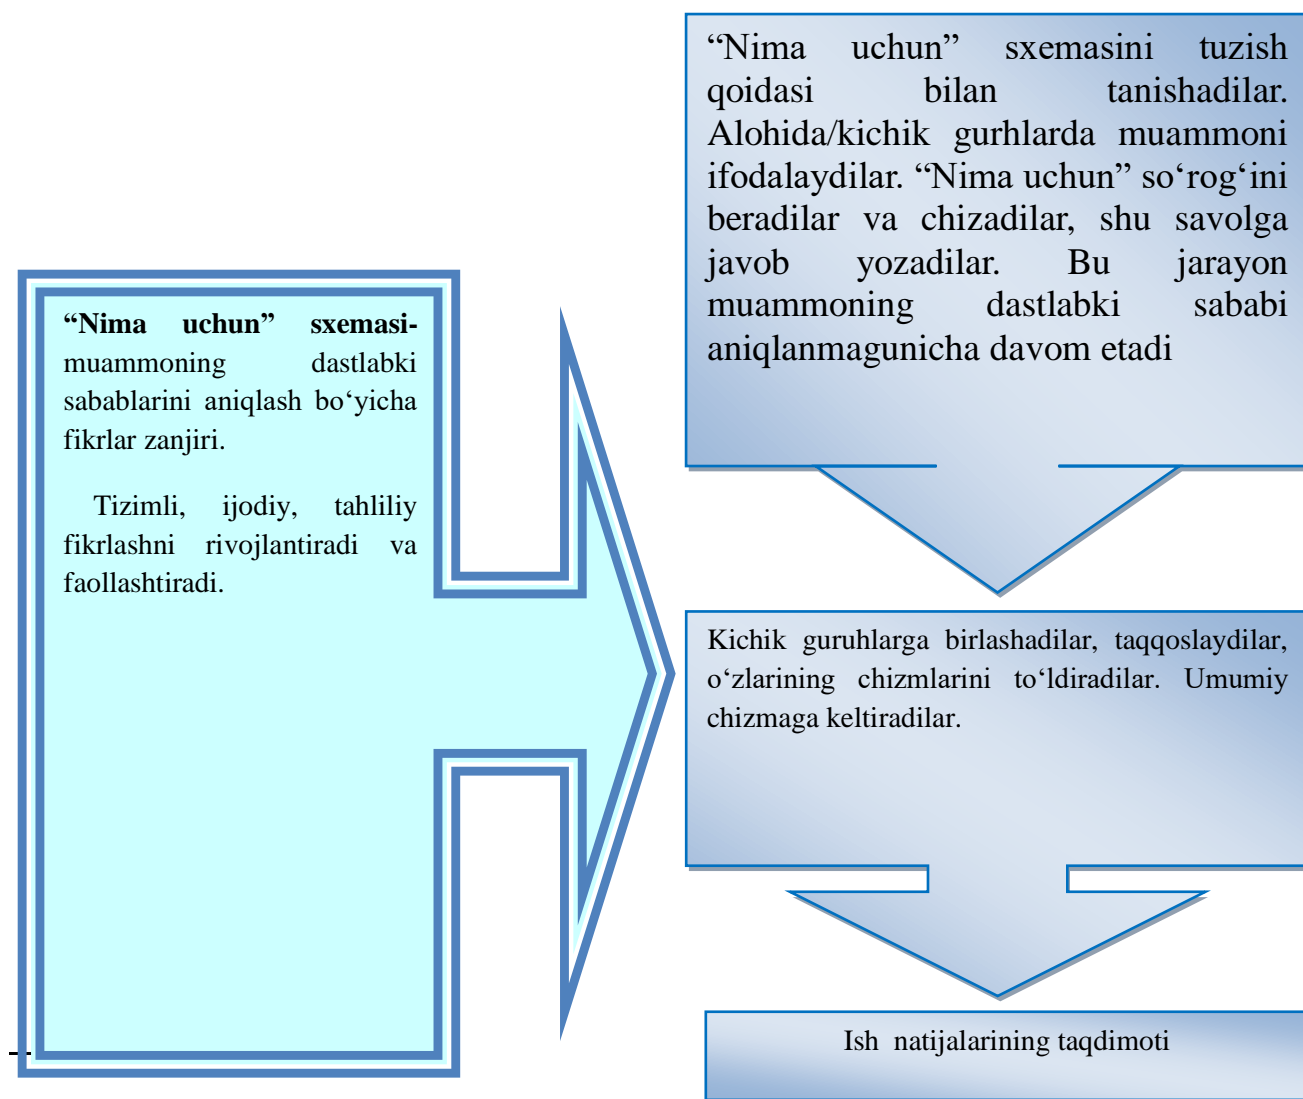 “Nima uchun” sxemasi-
muammoning dastlabki
sabablarini aniqlash bo‘yicha
fikrlar zanjiri.
Tizimli, ijodiy, tahliliy
fikrlashni rivojlantiradi va
faollashtiradi.
“Nima uchun” sxemasini tuzish
qoidasi bilan tanishadilar.
Alohida/kichik gurhlarda muammoni
ifodalaydilar. “Nima uchun” so‘rog‘ini
beradilar va chizadilar, shu savolga
javob yozadilar. Bu jarayon
muammoning dastlabki sababi
aniqlanmagunicha davom etadi
Kichik guruhlarga birlashadilar, taqqoslaydilar,
o‘zlarining chizmlarini to‘ldiradilar. Umumiy
chizmaga keltiradilar.
Ish natijalarining taqdimoti